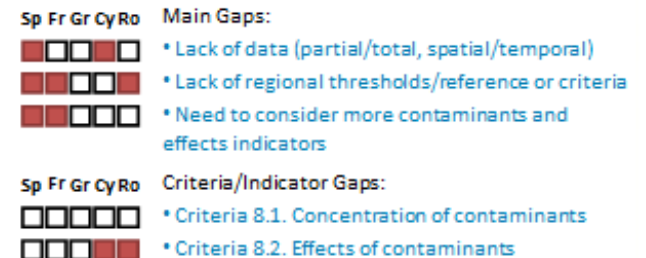 Sp Fr Gr Cy Ro Main Gaps:
• Lack of data (partial/total, spatial/temporal)
• Lack of regional thresholds/reference or criteria
• Need to consider more contaminants and
effects indicators
Sp Fr Gr Cy Ro Criteria/Indicator Gaps:
• Criteria 8.1. Concentration of contaminants
• Criteria 8.2. Effects of contaminants